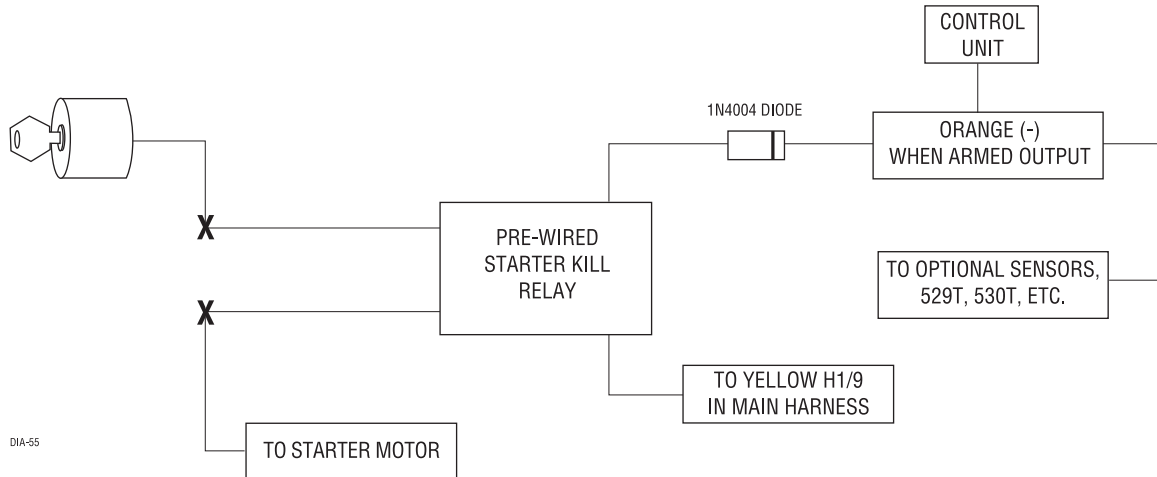 CONTROL
UNIT
1N4004 DIODE
ORANGE (-)
WHEN ARMED OUTPUT
PRE-WIRED
STARTER KILL
RELAY
TO OPTIONAL SENSORS,
529T, 530T, ETC.
TO YELLOW H1/9
IN MAIN HARNESS
DIA-55
TO STARTER MOTOR